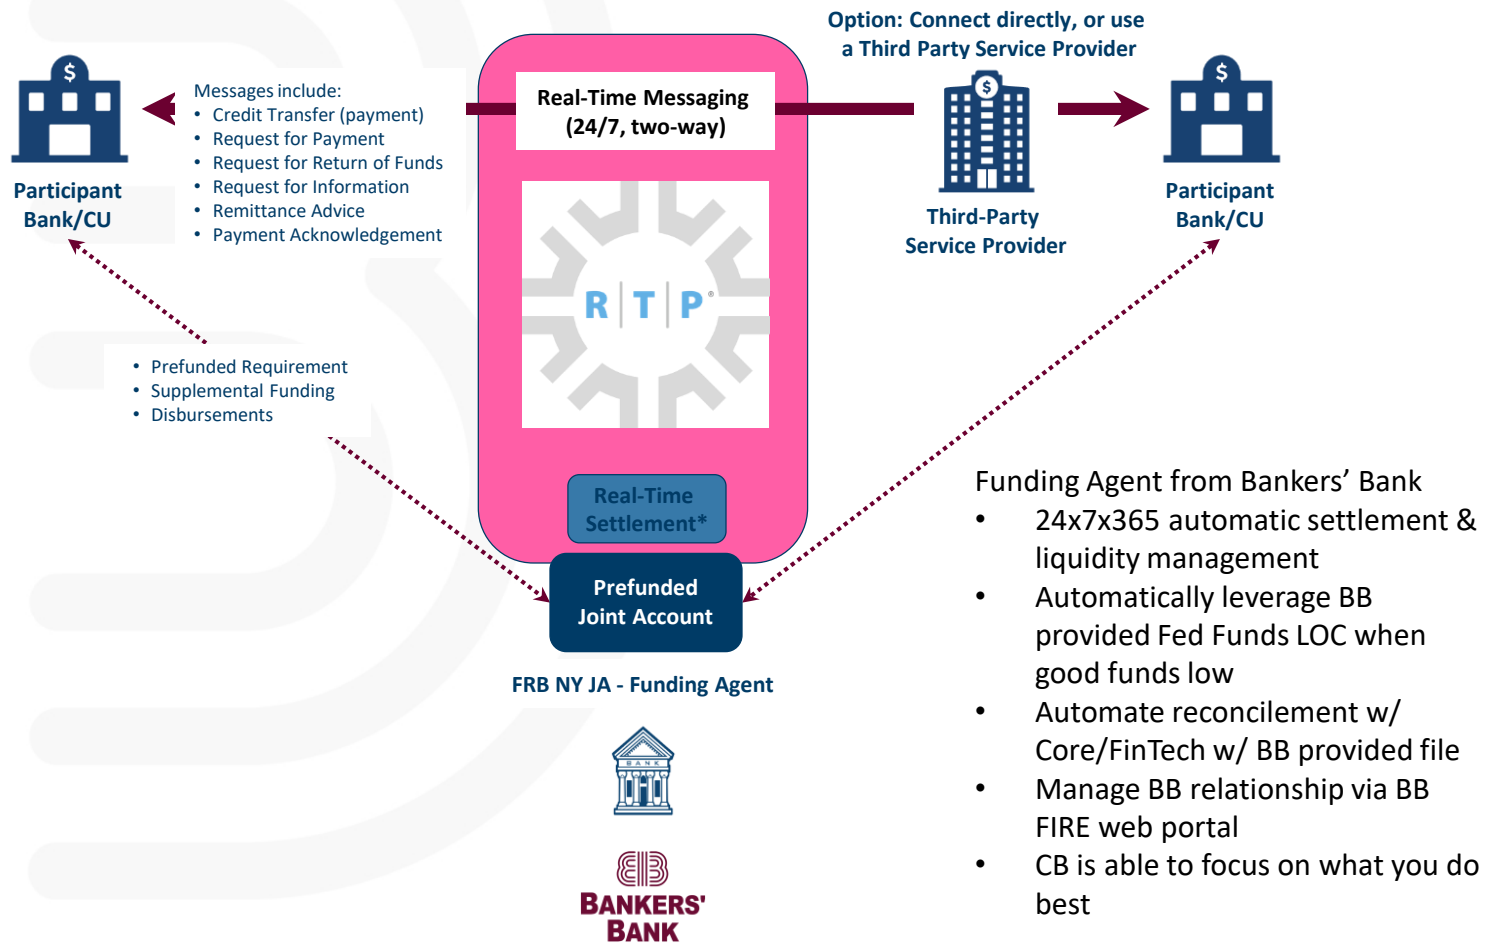 Option: Connect directly, or use
a Third Party Service Provider
$
Participant
Bank/CU
Messages include:
• Credit Transfer (payment)
• Request for Payment
• Request for Return of Funds
• Request for Information
• Remittance Advice
• Payment Acknowledgement
Real-Time Messaging
(24/7, two-way)
$
Third-Party
Service Provider
$
Participant
Bank/CU
R|T|P®
• Prefunded Requirement
• Supplemental Funding
• Disbursements
Real-Time
Settlement*
Prefunded
Joint Account
FRB NY JA - Funding Agent
BANK
BANKERS'
BANK
Funding Agent from Bankers’ Bank
• 24x7x365 automatic settlement &
liquidity management
• Automatically leverage BB
provided Fed Funds LOC when
good funds low
• Automate reconcilement w/
Core/FinTech w/ BB provided file
• Manage BB relationship via BB
FIRE web portal
• CB is able to focus on what you do
best